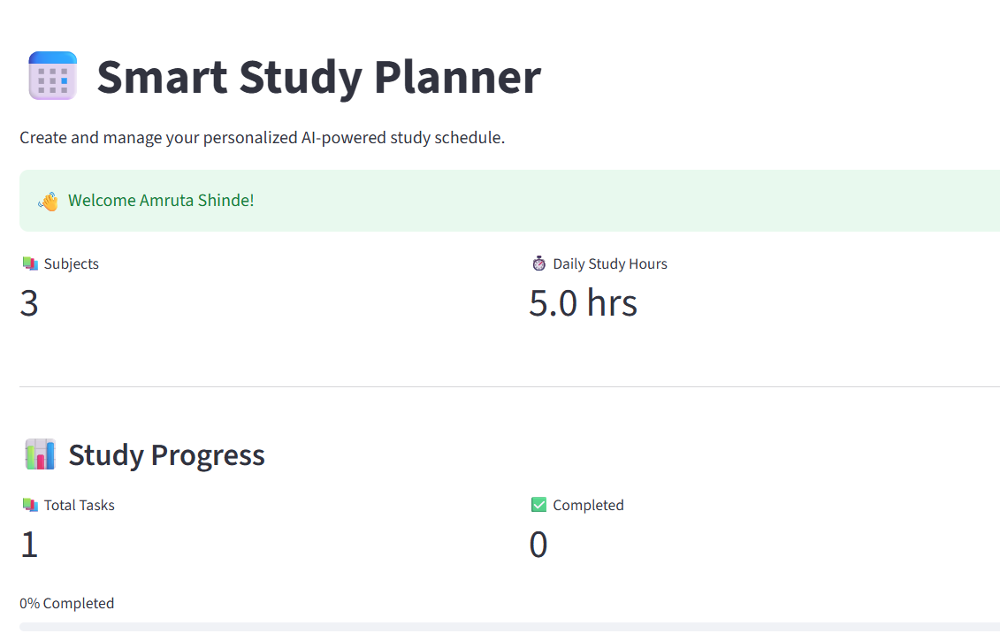 Smart Study Planner
Create and manage your personalized AI-powered study schedule.
👋 Welcome Amruta Shinde!
Subjects
Daily Study Hours
3
5.0 hrs
Study Progress
Total Tasks
Completed
1
0
0% Completed